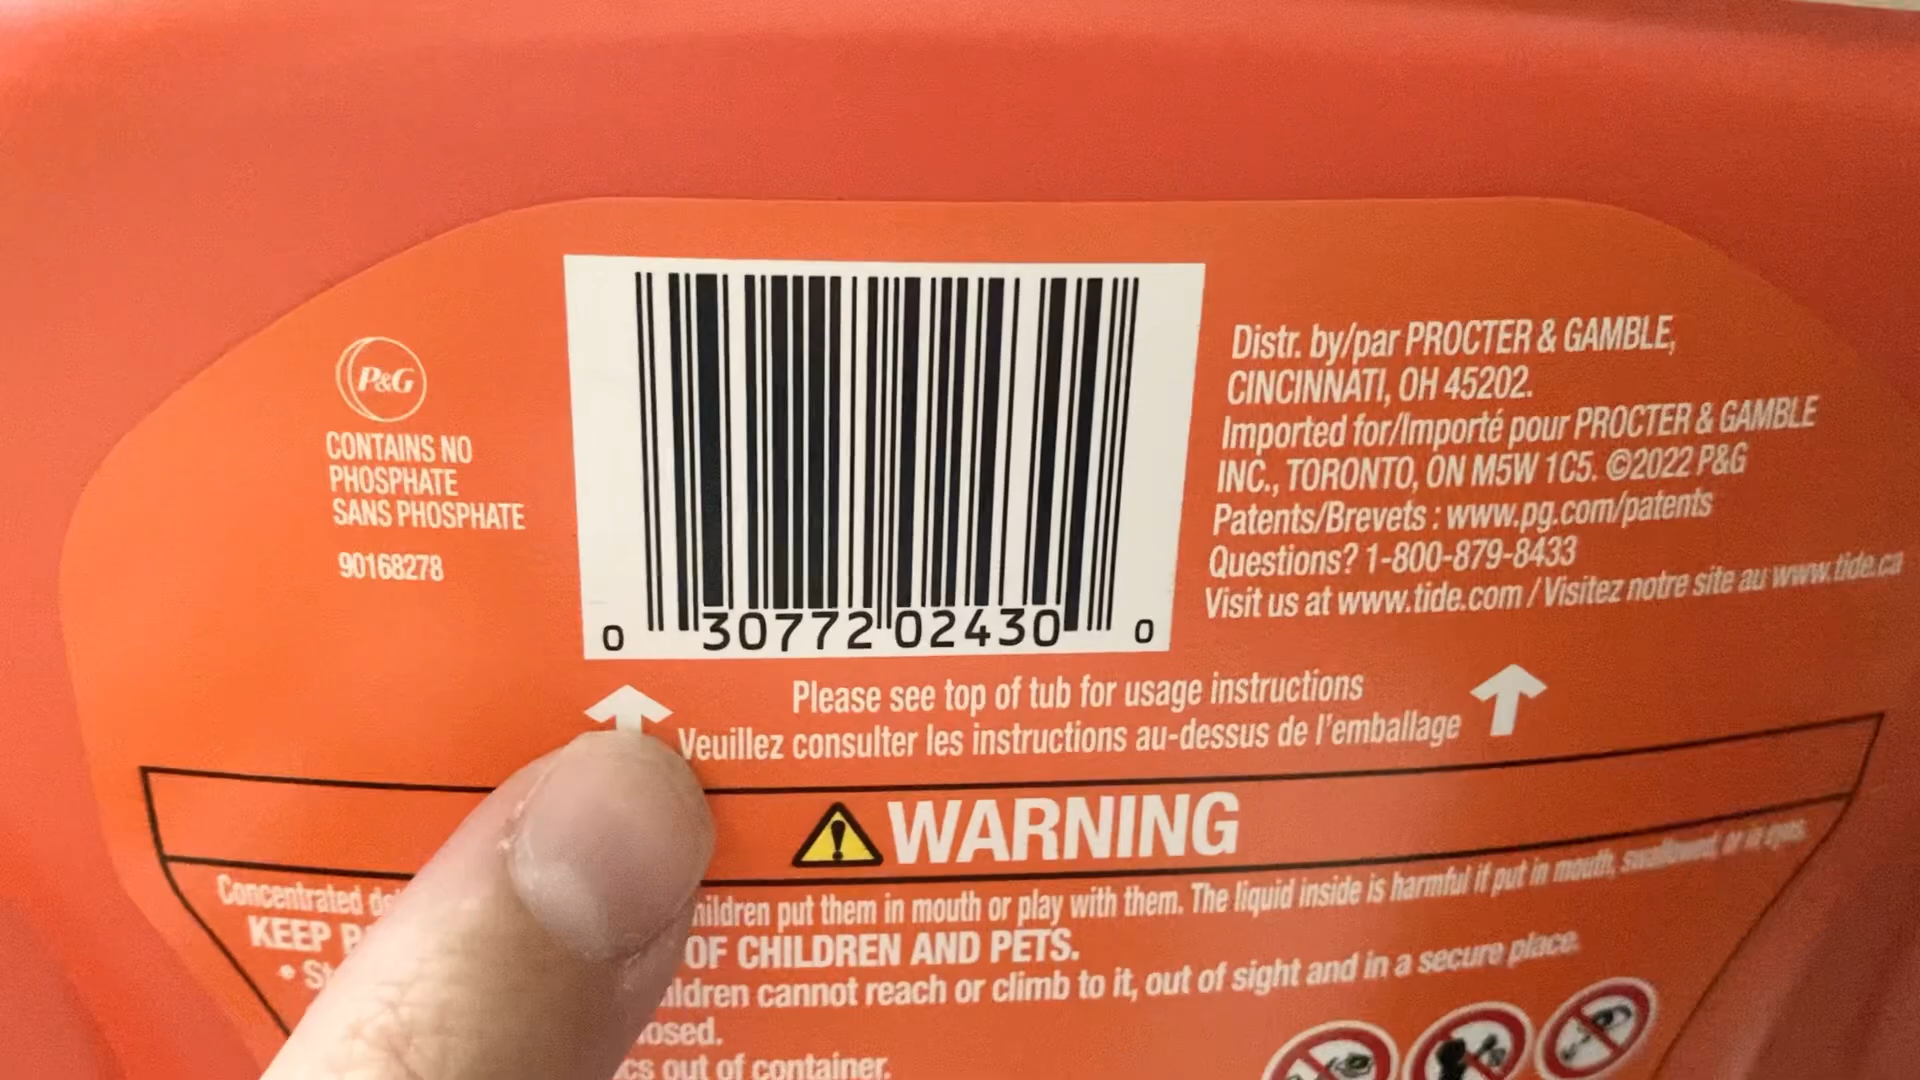 P&G
CONTAINS NO
PHOSPHATE
SANS PHOSPHATE
90168278
0 30772 02430 0
Distr. by/par PROCTER & GAMBLE,
CINCINNATI, OH 45202.
Imported for/Importé pour PROCTER & GAMBLE
INC., TORONTO, ON M5W 1C5. ©2022 P&G
Patents/Brevets : www.pg.com/patents
Questions? 1-800-879-8433
Visit us at www.tide.com / Visitez notre site au www.tide.ca
Please see top of tub for usage instructions
Veuillez consulter les instructions au-dessus de l'emballage
WARNING
Concentrated put them in mouth or play with them. The liquid inside is harmful if put in mouth, swallowed, or in eyes.
KEEP OF CHILDREN AND PETS.
cannot reach or climb to it, out of sight and in a secure place.
out of container.